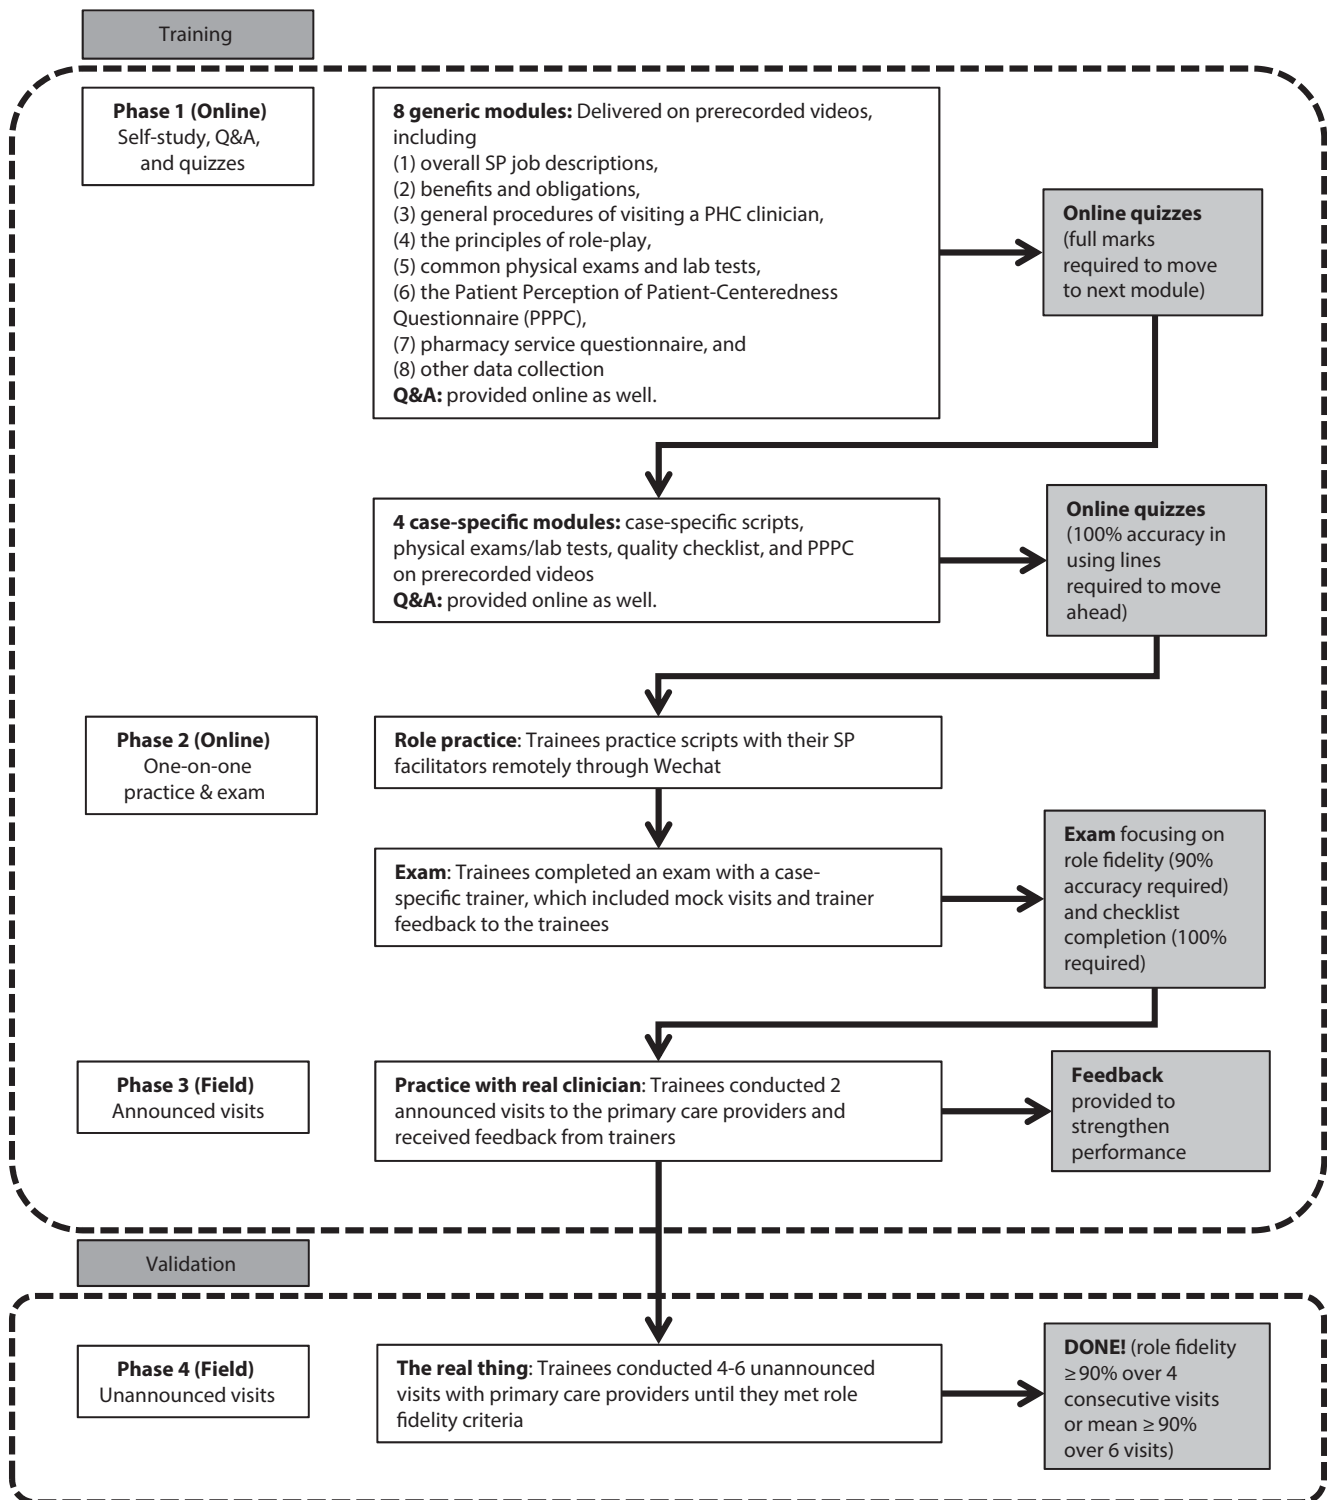 Training
Phase 1 (Online)
Self-study, Q&A,
and quizzes
8 generic modules: Delivered on prerecorded videos,
including
(1) overall SP job descriptions,
(2) benefits and obligations,
(3) general procedures of visiting a PHC clinician,
(4) the principles of role-play,
(5) common physical exams and lab tests,
(6) the Patient Perception of Patient-Centeredness
Questionnaire (PPPC),
(7) pharmacy service questionnaire, and
(8) other data collection
Q&A: provided online as well.
Online quizzes
(full marks
required to move
to next module)
4 case-specific modules: case-specific scripts,
physical exams/lab tests, quality checklist, and PPPC
on prerecorded videos
Q&A: provided online as well.
Online quizzes
(100% accuracy in
using lines
required to move
ahead)
Phase 2 (Online)
One-on-one
practice & exam
Role practice: Trainees practice scripts with their SP
facilitators remotely through Wechat
Exam: Trainees completed an exam with a case-
specific trainer, which included mock visits and trainer
feedback to the trainees
Exam focusing on
role fidelity (90%
accuracy required)
and checklist
completion (100%
required)
Phase 3 (Field)
Announced visits
Practice with real clinician: Trainees conducted 2
announced visits to the primary care providers and
received feedback from trainers
Feedback
provided to
strengthen
performance
Validation
Phase 4 (Field)
Unannounced visits
The real thing: Trainees conducted 4-6 unannounced
visits with primary care providers until they met role
fidelity criteria
DONE! (role fidelity
≥90% over 4
consecutive visits
or mean ≥ 90%
over 6 visits)